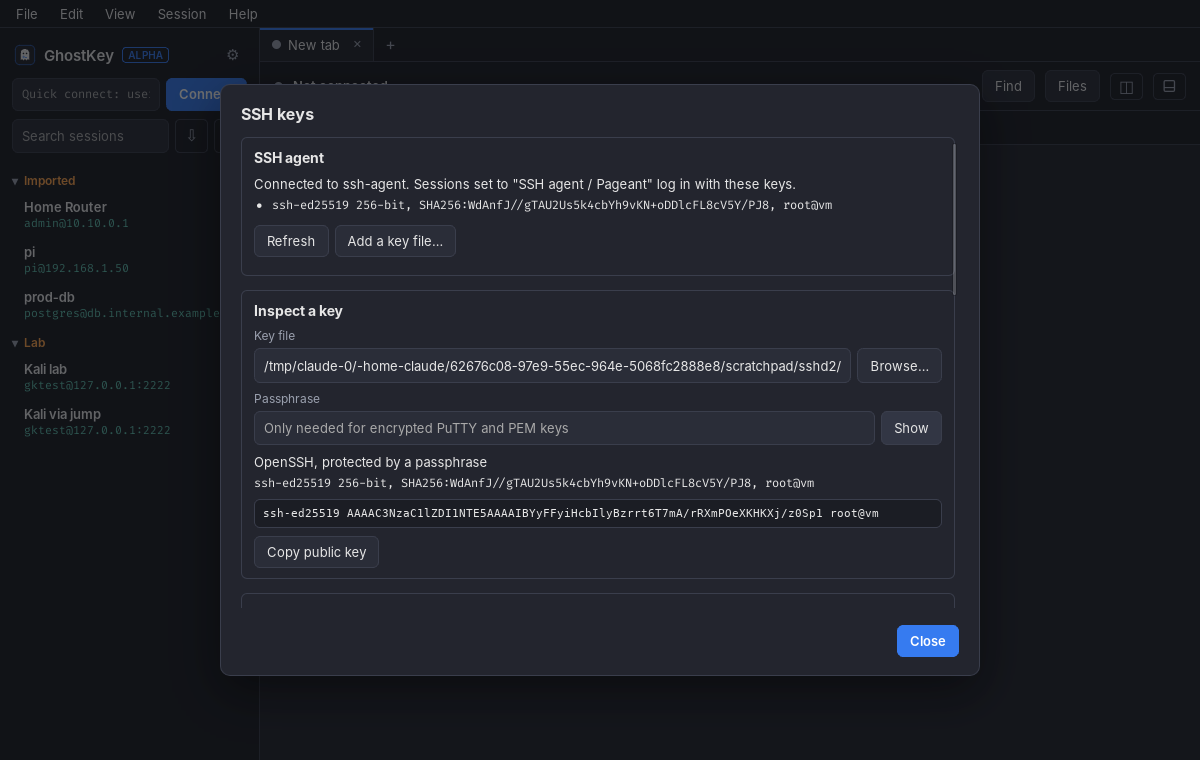 File Edit View Session Help
GhostKey ALPHA
New tab × +
Quick connect: use
Search sessions
Find Files
Imported
Home Router
admin@10.10.0.1
pi
pi@192.168.1.50
prod-db
postgres@db.internal.example
Lab
Kali lab
gktest@127.0.0.1:2222
Kali via jump
gktest@127.0.0.1:2222
SSH keys
SSH agent
Connected to ssh-agent. Sessions set to "SSH agent / Pageant" log in with these keys.
• ssh-ed25519 256-bit, SHA256:WdAnfJ//gTAU2Us5k4cbYh9vKN+oDDlcFL8cV5Y/PJ8, root@vm
Refresh Add a key file...
Inspect a key
Key file
/tmp/claude-0/-home-claude/62676c08-97e9-55ec-964e-5068fc2888e8/scratchpad/sshd2/ Browse...
Passphrase
Only needed for encrypted PuTTY and PEM keys Show
OpenSSH, protected by a passphrase
ssh-ed25519 256-bit, SHA256:WdAnfJ//gTAU2Us5k4cbYh9vKN+oDDlcFL8cV5Y/PJ8, root@vm
ssh-ed25519 AAAAC3NzaC1lZDI1NTE5AAAAIBYyFFyiHcbIlyBzrrt6T7mA/rRXmPOeXKHKXj/z0Sp1 root@vm
Copy public key
Close